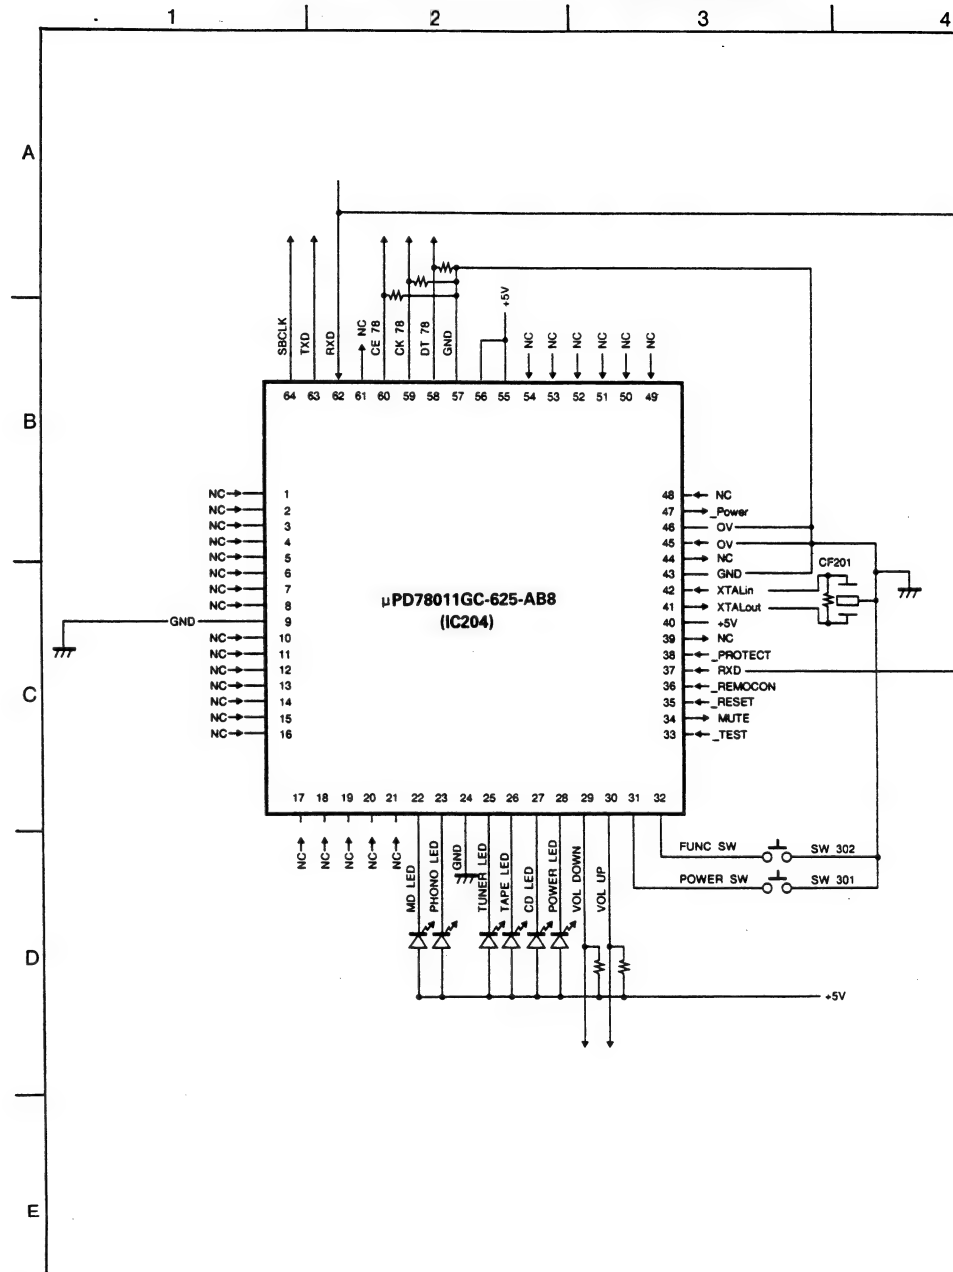 1 2 3 4
A
B
C
D
E
SBCLK
TXD
RXD
NC
CE 78
CK 78
DT 78
GND
+5V
NC
NC
NC
NC
NC
NC
64 63 62 61 60 59 58 57 56 55 54 53 52 51 50 49
NC 1
NC 2
NC 3
NC 4
NC 5
NC 6
NC 7
NC 8
GND 9
NC 10
NC 11
NC 12
NC 13
NC 14
NC 15
NC 16
µPD78011GC-625-AB8
(IC204)
48 NC
47 _Power
46 OV
45 OV
44 NC
43 GND
42 XTALin
41 XTALout
40 +5V
39 NC
38 _PROTECT
37 RXD
36 _REMOCON
35 _RESET
34 MUTE
33 _TEST
CF201
17 18 19 20 21 22 23 24 25 26 27 28 29 30 31 32
NC
NC
NC
NC
NC
MD LED
PHONO LED
GND
TUNER LED
TAPE LED
CD LED
POWER LED
VOL DOWN
VOL UP
FUNC SW SW 302
POWER SW SW 301
+5V